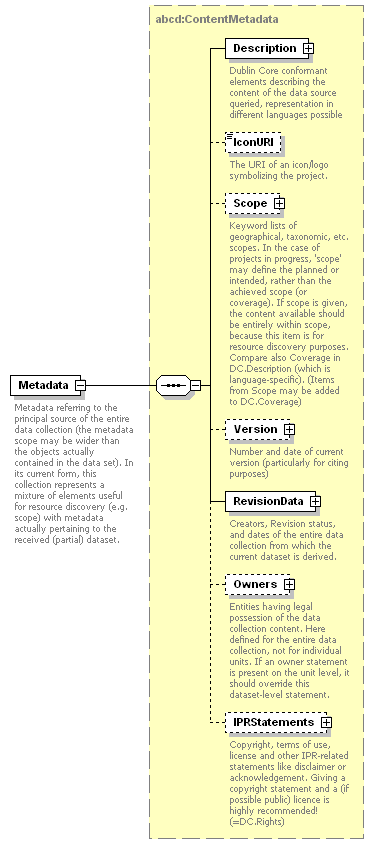 abcd:ContentMetadata
Description
Dublin Core conformant
elements describing the
content of the data source
queried, representation in
different languages possible
IconURI
The URI of an icon/logo
symbolizing the project.
Scope
Keyword lists of
geographical, taxonomic, etc.
scopes. In the case of
projects in progress, 'scope'
may define the planned or
intended, rather than the
achieved scope (or
coverage). If scope is given,
the content available should
be entirely within scope,
because this item is for
resource discovery purposes.
Compare also Coverage in
DC.Description (which is
language-specific). (Items
from Scope may be added
to DC.Coverage)
Metadata
Metadata referring to the
principal source of the entire
data collection (the metadata
scope may be wider than
the objects actually
contained in the data set). In
its current form, this
collection represents a
mixture of elements useful
for resource discovery (e.g.
scope) with metadata
actually pertaining to the
received (partial) dataset.
Version
Number and date of current
version (particularly for citing
purposes)
RevisionData
Creators, Revision status,
and dates of the entire data
collection from which the
current dataset is derived.
Owners
Entities having legal
possession of the data
collection content. Here
defined for the entire data
collection, not for individual
units. If an owner statement
is present on the unit level, it
should override this
dataset-level statement.
IPRStatements
Copyright, terms of use,
license and other IPR-related
statements like disclaimer or
acknowledgement. Giving a
copyright statement and a (if
possible public) licence is
highly recommended!
(=DC.Rights)